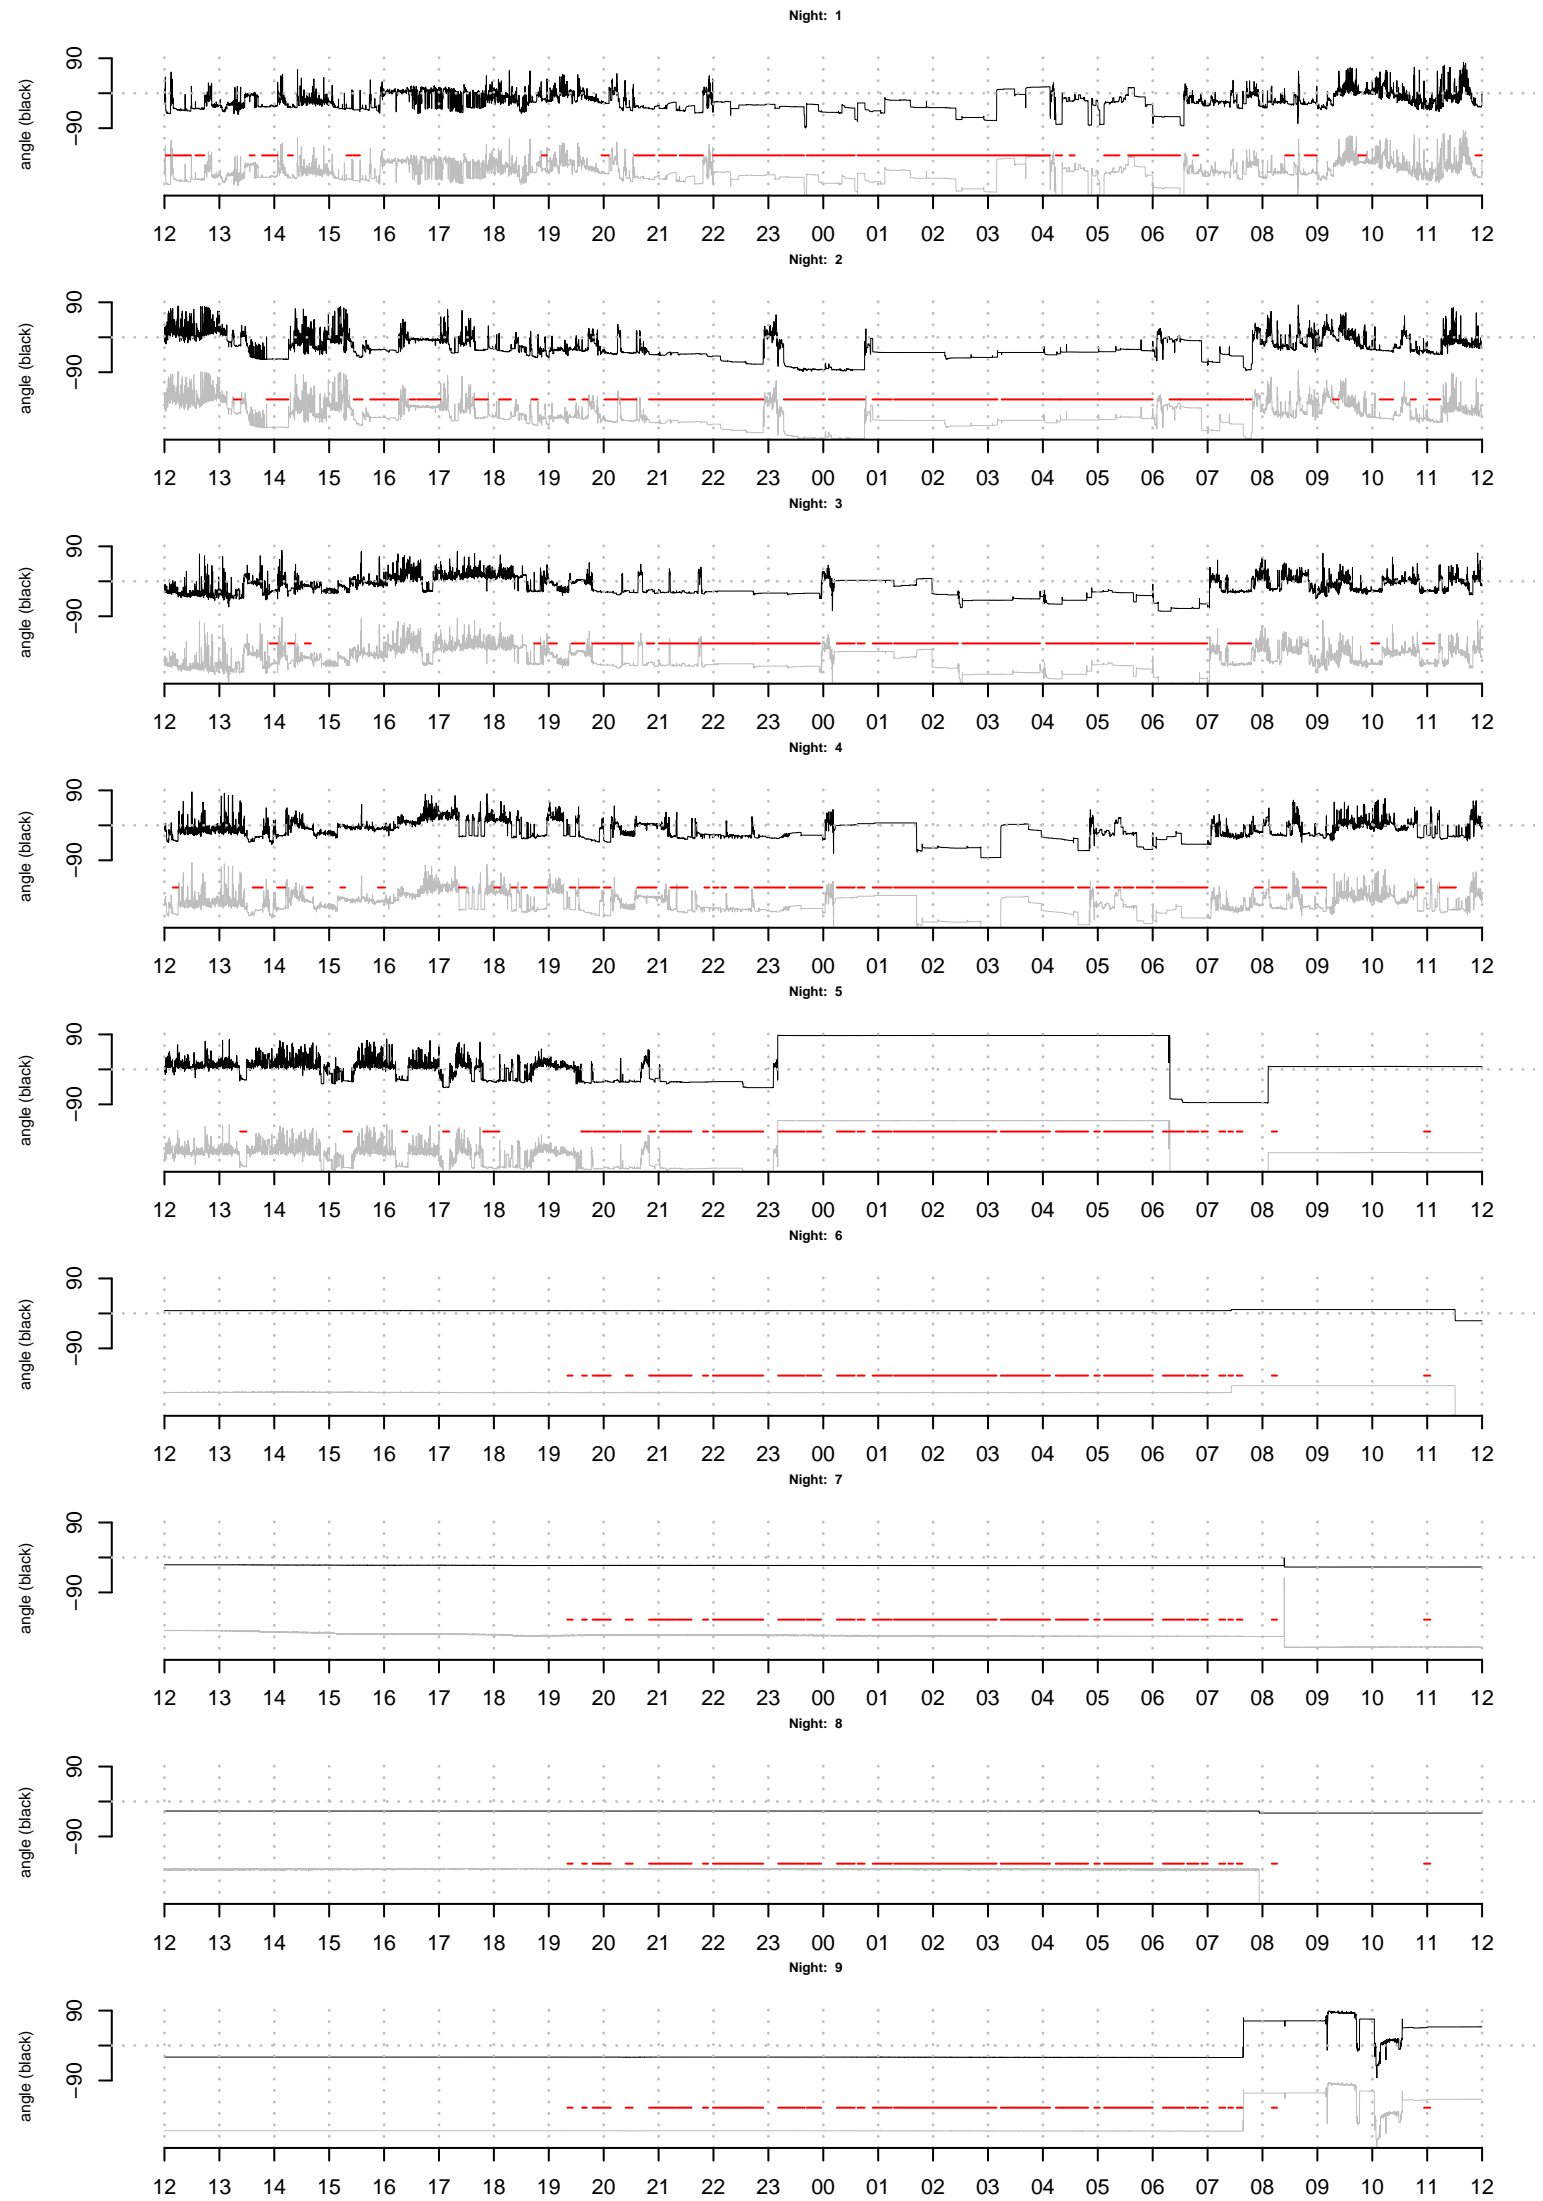 Night: 1
90
-90
angle (black)
12 13 14 15 16 17 18 19 20 21 22 23 00 01 02 03 04 05 06 07 08 09 10 11 12
Night: 2
90
-90
angle (black)
12 13 14 15 16 17 18 19 20 21 22 23 00 01 02 03 04 05 06 07 08 09 10 11 12
Night: 3
90
-90
angle (black)
12 13 14 15 16 17 18 19 20 21 22 23 00 01 02 03 04 05 06 07 08 09 10 11 12
Night: 4
90
-90
angle (black)
12 13 14 15 16 17 18 19 20 21 22 23 00 01 02 03 04 05 06 07 08 09 10 11 12
Night: 5
90
-90
angle (black)
12 13 14 15 16 17 18 19 20 21 22 23 00 01 02 03 04 05 06 07 08 09 10 11 12
Night: 6
90
-90
angle (black)
12 13 14 15 16 17 18 19 20 21 22 23 00 01 02 03 04 05 06 07 08 09 10 11 12
Night: 7
90
-90
angle (black)
12 13 14 15 16 17 18 19 20 21 22 23 00 01 02 03 04 05 06 07 08 09 10 11 12
Night: 8
90
-90
angle (black)
12 13 14 15 16 17 18 19 20 21 22 23 00 01 02 03 04 05 06 07 08 09 10 11 12
Night: 9
90
-90
angle (black)
12 13 14 15 16 17 18 19 20 21 22 23 00 01 02 03 04 05 06 07 08 09 10 11 12